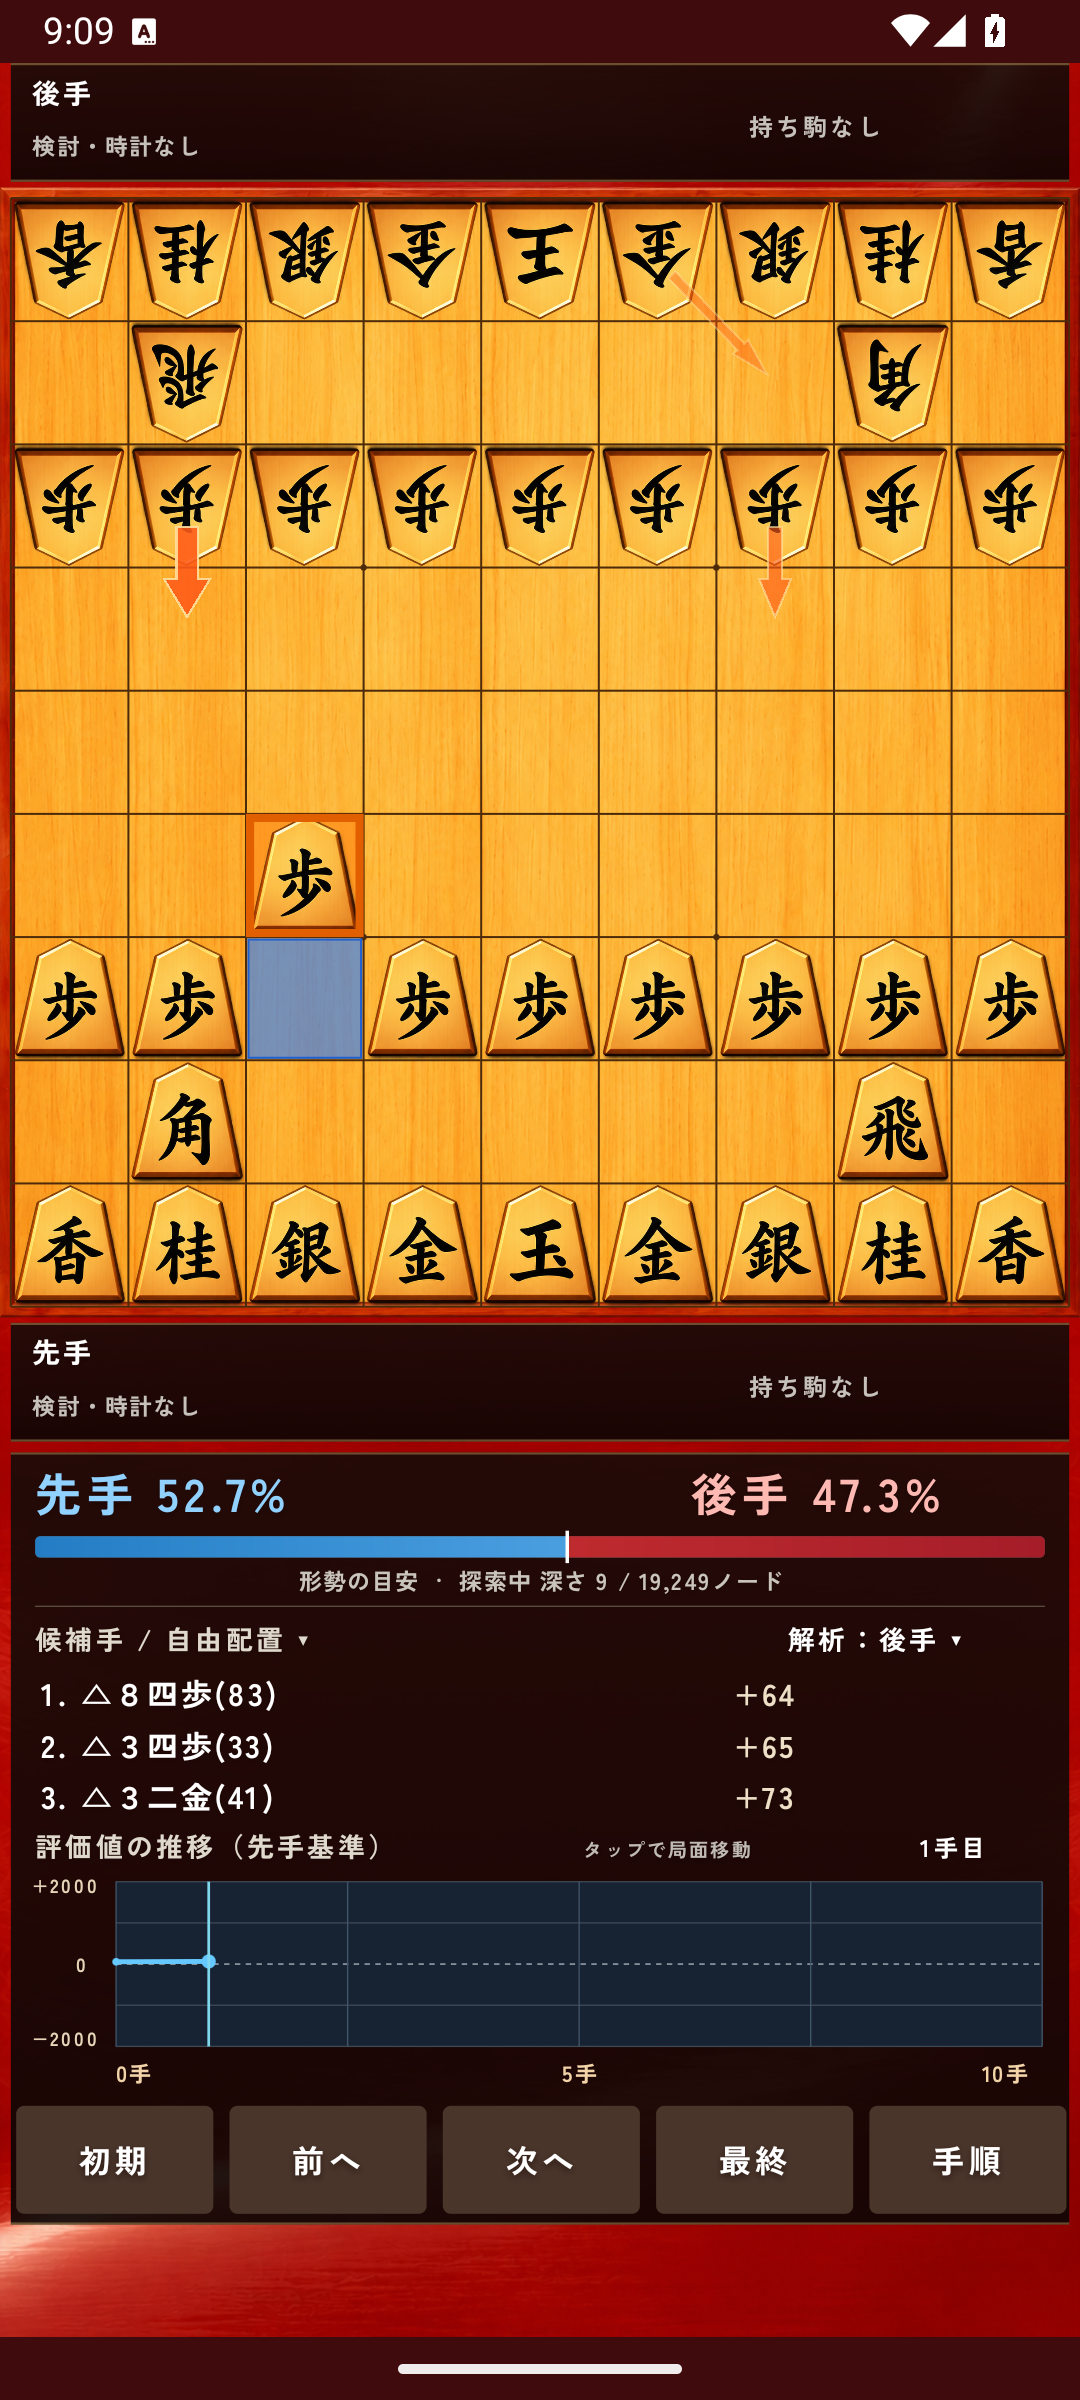 9:09 A
後手
検討・時計なし
持ち駒なし
香 桂 銀 金 王 金 銀 桂 香
飛 角
歩 歩 歩 歩 歩 歩 歩 歩 歩
歩
歩 歩 歩 歩 歩 歩 歩 歩
角 飛
香 桂 銀 金 玉 金 銀 桂 香
先手
検討・時計なし
持ち駒なし
先手 52.7% 後手 47.3%
形勢の目安 · 探索中 深さ 9 / 19,249ノード
候補手 / 自由配置 ▾ 解析：後手 ▾
1. △８四歩(83) +64
2. △３四歩(33) +65
3. △３二金(41) +73
評価値の推移（先手基準） タップで局面移動 1手目
+2000
0
−2000
0手 5手 10手
初期 前へ 次へ 最終 手順